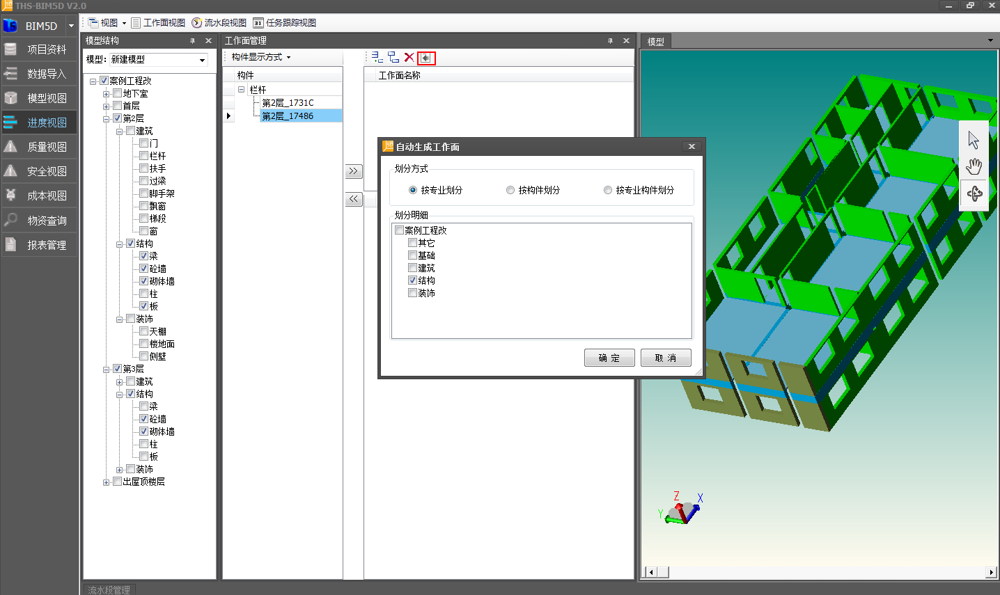 THS-BIM5D V2.0
BIM5D
项目资料
数据导入
模型视图
进度视图
质量视图
安全视图
成本视图
物资查询
报表管理
视图 工作面视图 流水段视图 31 任务跟踪视图
模型结构
模型: 新建模型
案例工程改
地下室
首层
第2层
建筑
门
栏杆
扶手
过梁
脚手架
飘窗
梯段
窗
结构
梁
砼墙
砌体墙
柱
板
装饰
天棚
楼地面
侧壁
第3层
建筑
结构
梁
砼墙
砌体墙
柱
板
装饰
出屋顶楼层
工作面管理
构件显示方式
构件
栏杆
第2层_1731C
第2层_17486
>>
<<
工作面名称
自动生成工作面
划分方式
按专业划分 按构件划分 按专业构件划分
划分明细
案例工程改
其它
基础
建筑
结构
装饰
确 定 取 消
模型
Z
X
Y
流水段管理